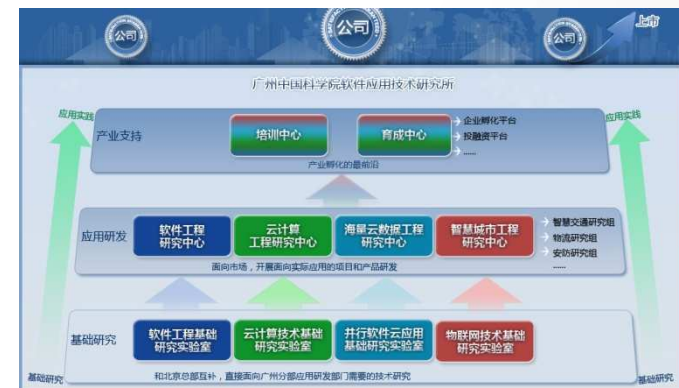 公司
公司
公司
上市
广州中国科学院软件应用技术研究所
应用实践
应用实践
产业支持
培训中心
育成中心
企业孵化平台
投融资平台
......
产业孵化的最前沿
应用研发
软件工程
研究中心
云计算
工程研究中心
海量云数据工程
研究中心
智慧城市工程
研究中心
智慧交通研究组
物流研究组
安防研究组
......
面向市场，开展面向实际应用的项目和产品研发
基础研究
软件工程基础
研究实验室
云计算技术基础
研究实验室
并行软件云应用
基础研究实验室
物联网技术基础
研究实验室
和北京总部互补，直接面向广州分部应用研发部门需要的技术研究
基础研究
基础研究